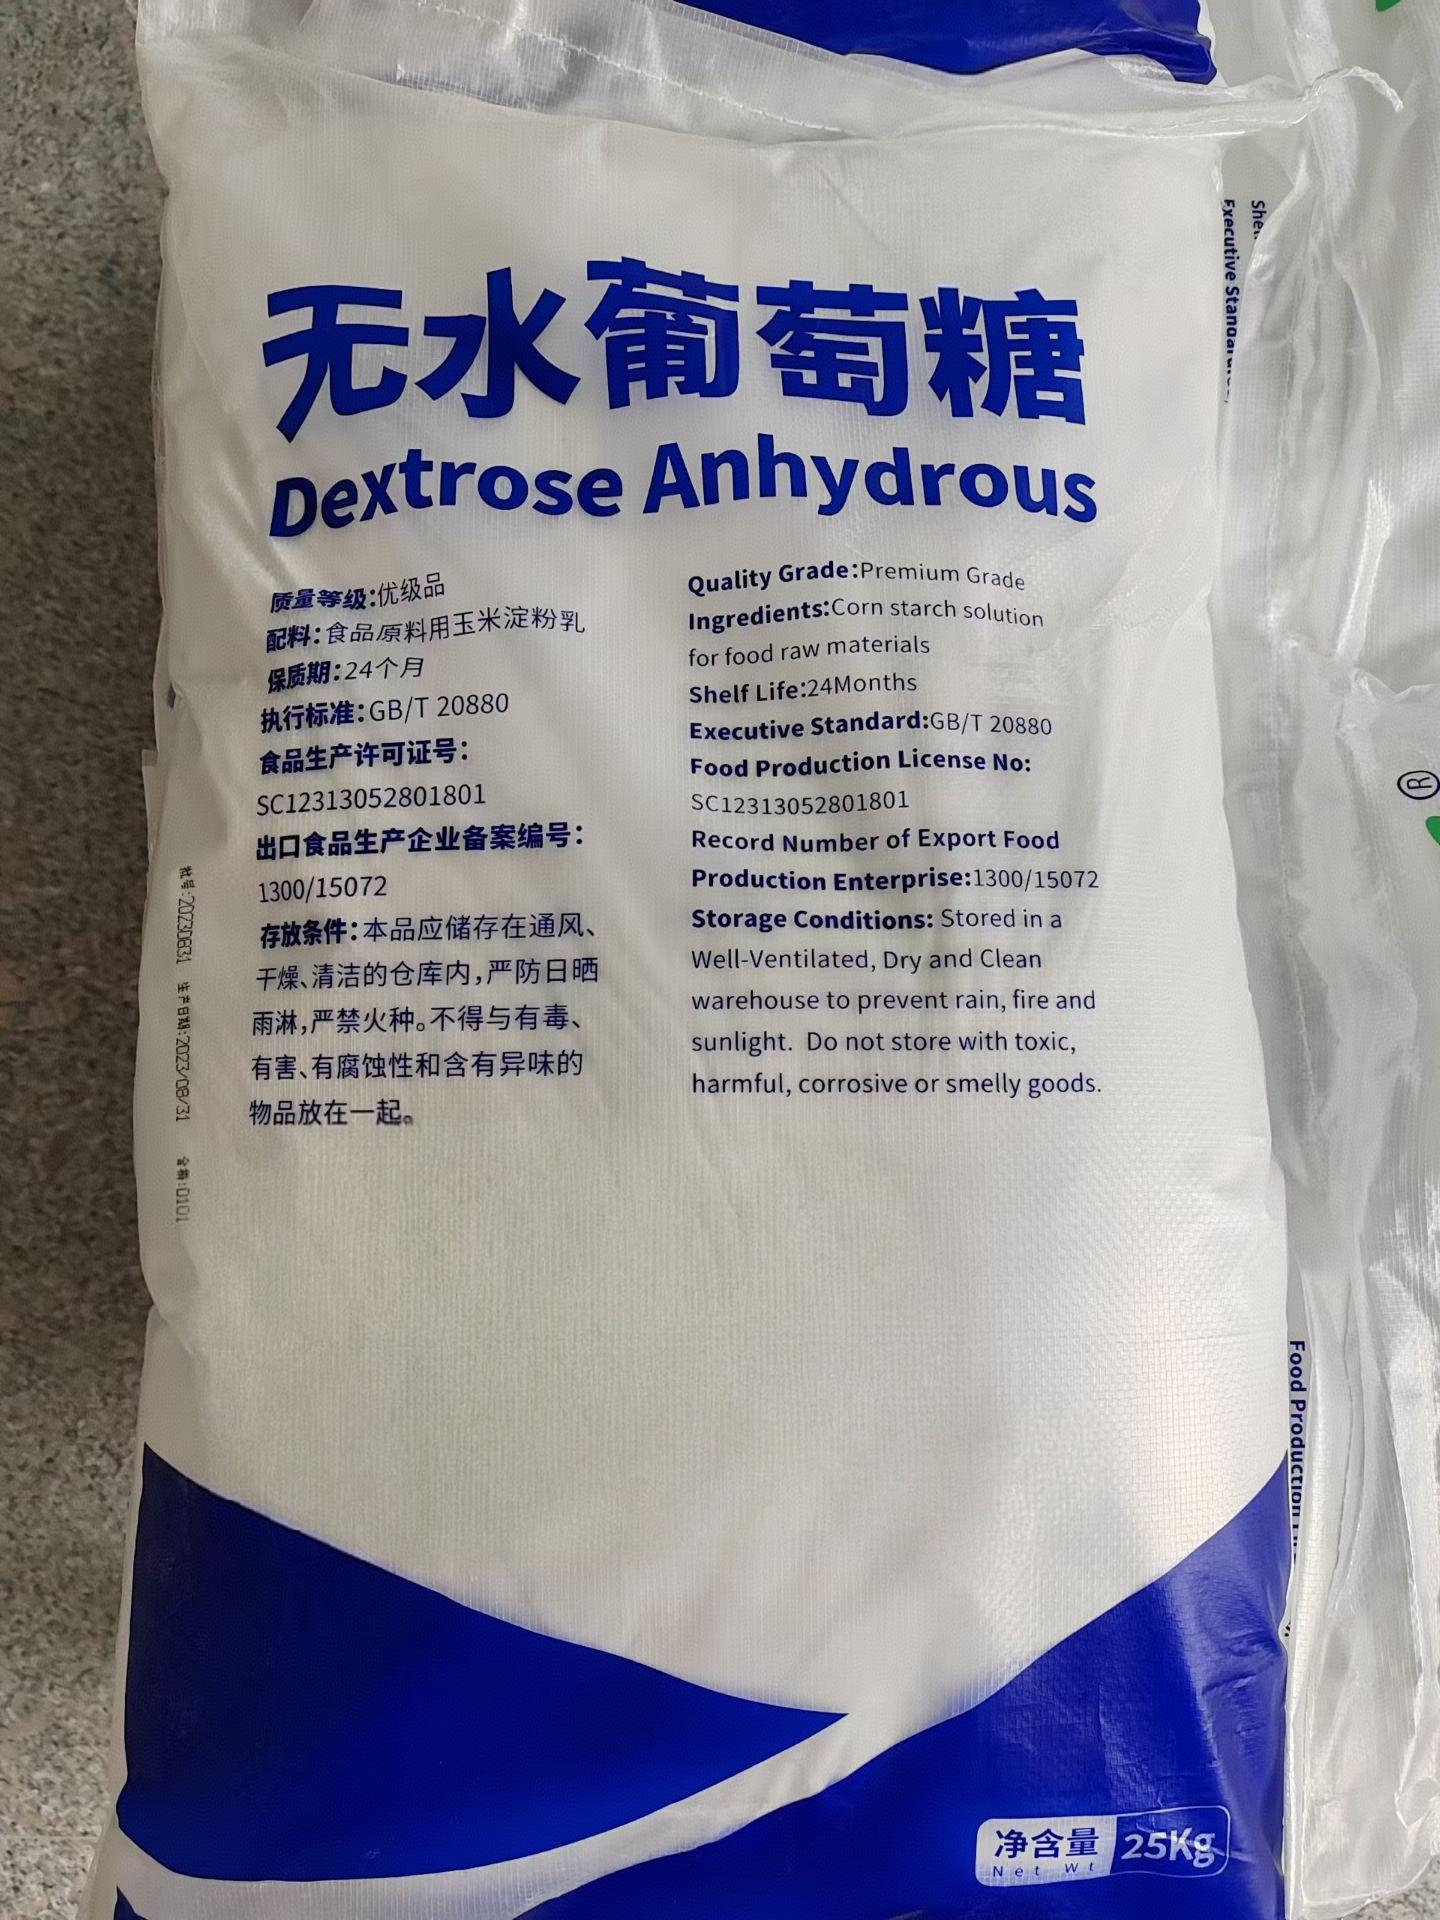 无水葡萄糖
Dextrose Anhydrous
质量等级:优级品
配料:食品原料用玉米淀粉乳
保质期:24个月
执行标准:GB/T 20880
食品生产许可证号:
SC12313052801801
出口食品生产企业备案编号:
1300/15072
存放条件:本品应储存在通风、
干燥、清洁的仓库内,严防日晒
雨淋,严禁火种。不得与有毒、
有害、有腐蚀性和含有异味的
物品放在一起。
Quality Grade:Premium Grade
Ingredients:Corn starch solution
for food raw materials
Shelf Life:24Months
Executive Standard:GB/T 20880
Food Production License No:
SC12313052801801
Record Number of Export Food
Production Enterprise:1300/15072
Storage Conditions: Stored in a
Well-Ventilated, Dry and Clean
warehouse to prevent rain, fire and
sunlight. Do not store with toxic,
harmful, corrosive or smelly goods.
批号:20230831 生产日期:2023/08/31 :0101
净含量 25Kg
Net Wt
Executive
Food Production
®